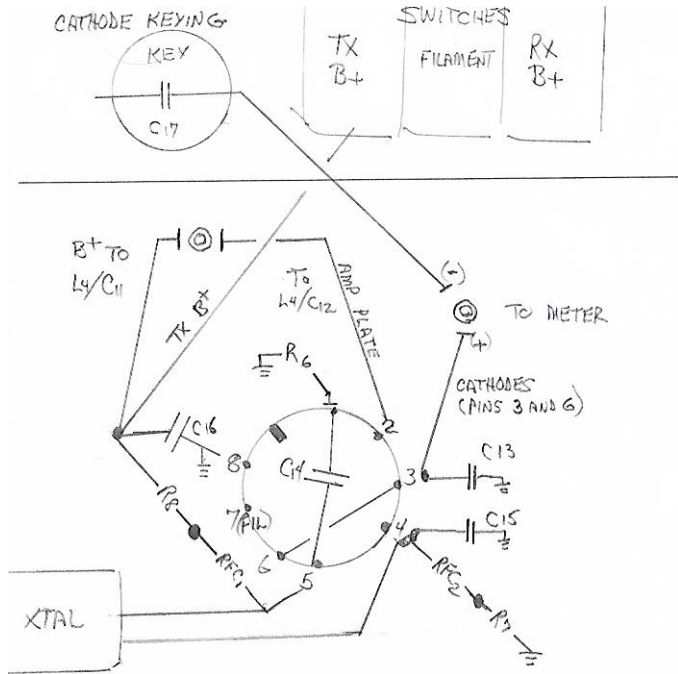 CATHODE KEYING
KEY
C17
SWITCHES
TX
B+
FILAMENT
RX
B+
B+ TO
L4/C11
TX B+
TO
L4/C12
AMP PLATE
(-)
TO METER
(+)
CATHODES
(PINS 3 AND 6)
R6
1
2
C16
8
C14
3
C13
7(FIL)
4
C15
6
5
R8
RFC1
RFC2
R7
XTAL